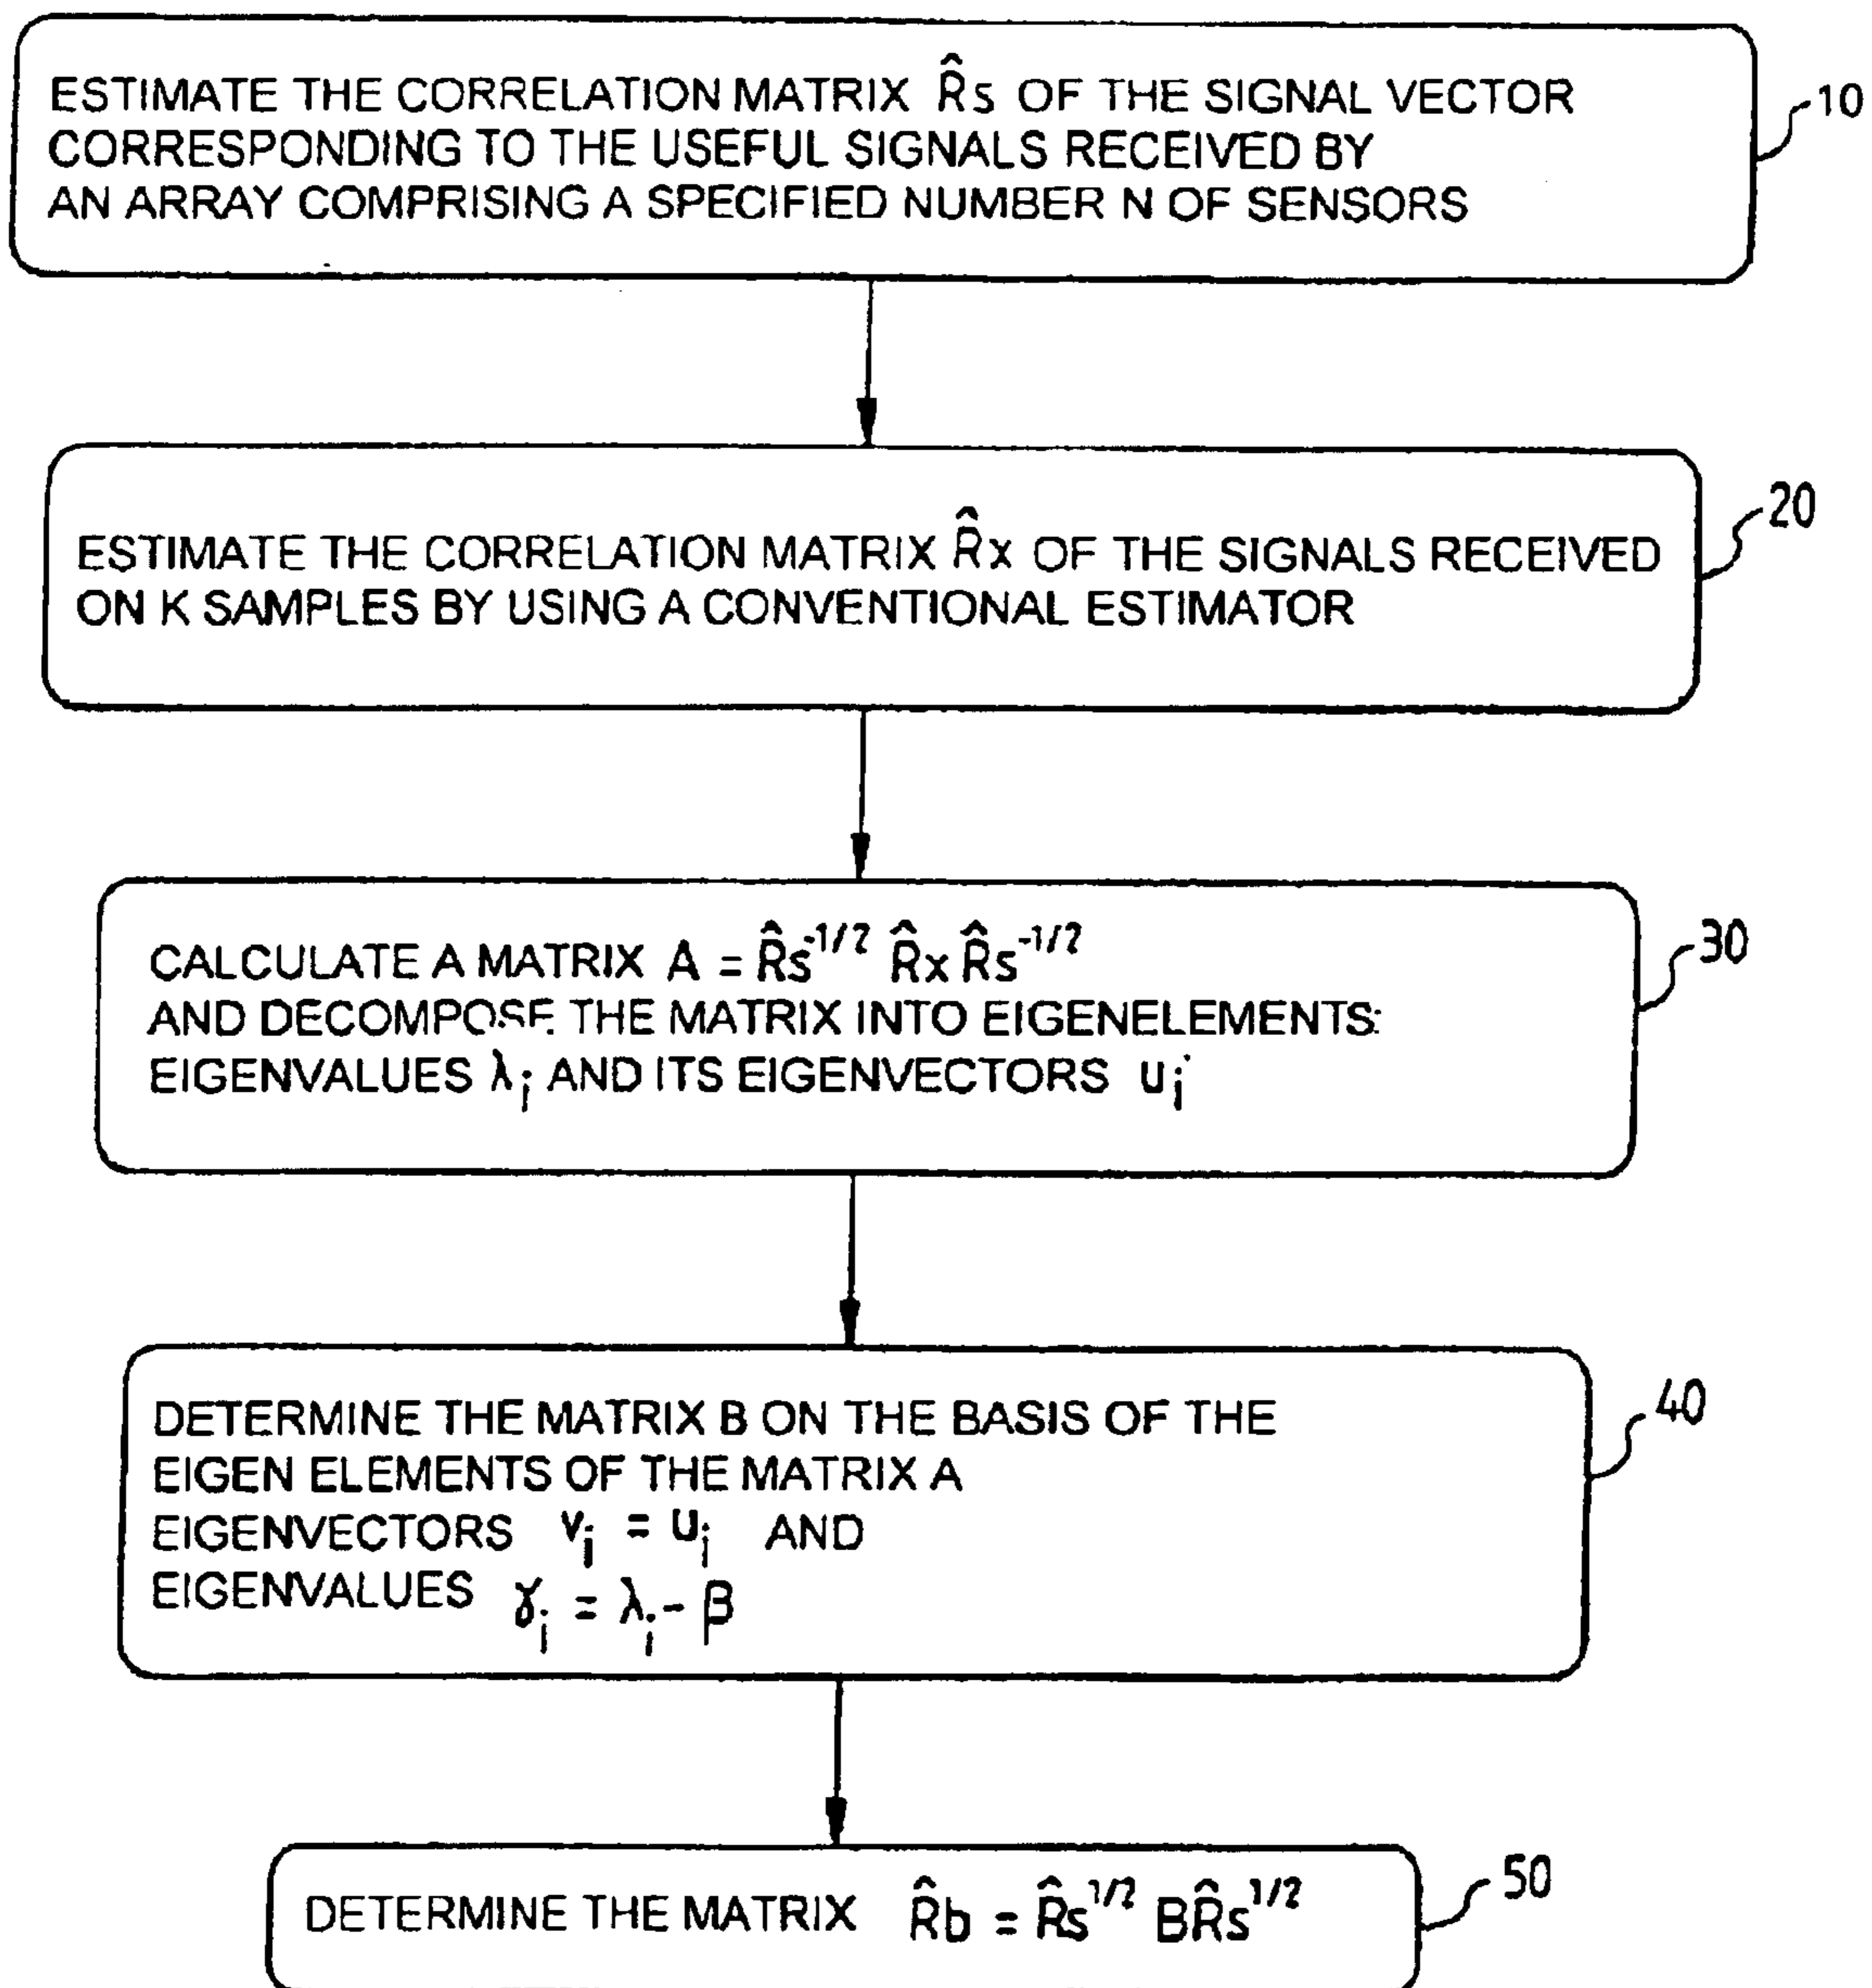 ESTIMATE THE CORRELATION MATRIX R̂s OF THE SIGNAL VECTOR
CORRESPONDING TO THE USEFUL SIGNALS RECEIVED BY
AN ARRAY COMPRISING A SPECIFIED NUMBER N OF SENSORS
10
ESTIMATE THE CORRELATION MATRIX R̂x OF THE SIGNALS RECEIVED
ON K SAMPLES BY USING A CONVENTIONAL ESTIMATOR
20
CALCULATE A MATRIX A = R̂s^-1/2 R̂x R̂s^-1/2
AND DECOMPOSE THE MATRIX INTO EIGENELEMENTS:
EIGENVALUES λi AND ITS EIGENVECTORS ui
30
DETERMINE THE MATRIX B ON THE BASIS OF THE
EIGEN ELEMENTS OF THE MATRIX A
EIGENVECTORS vi = ui AND
EIGENVALUES γi = λi - β
40
DETERMINE THE MATRIX R̂b = R̂s^1/2 BR̂s^1/2
50